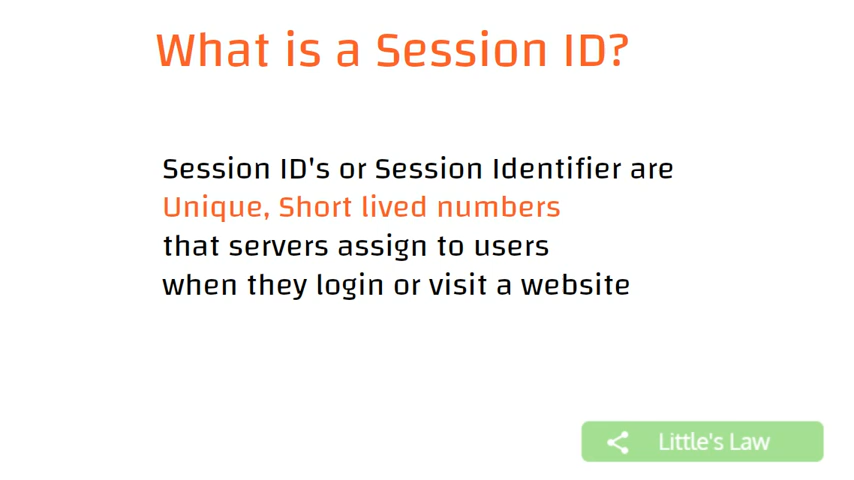 What is a Session ID?
Session ID's or Session Identifier are
Unique, Short lived numbers
that servers assign to users
when they login or visit a website
Little's Law